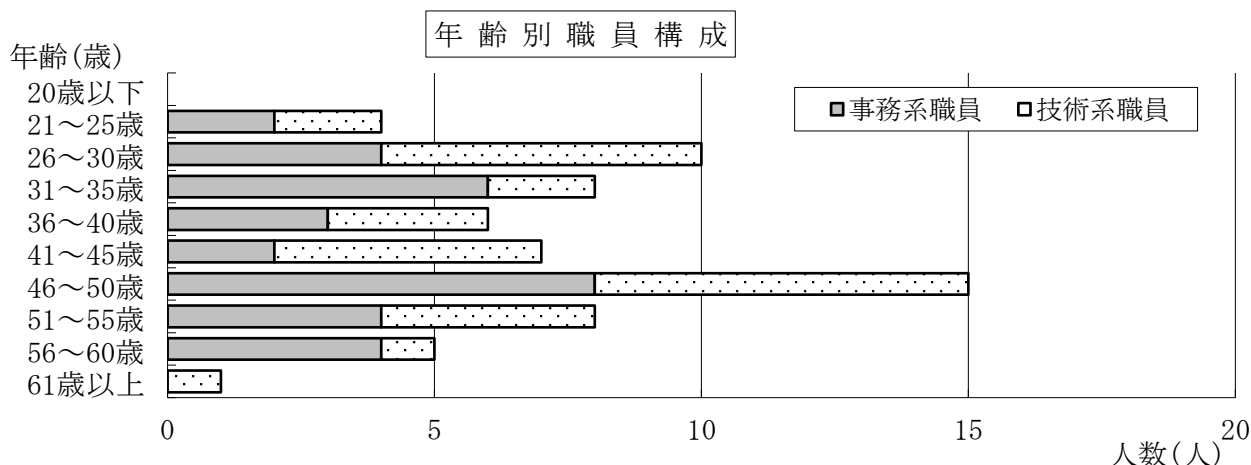 年齢別職員構成
年齢(歳)
20歳以下
21～25歳
26～30歳
31～35歳
36～40歳
41～45歳
46～50歳
51～55歳
56～60歳
61歳以上
事務系職員 技術系職員
0 5 10 15 20
人数(人)